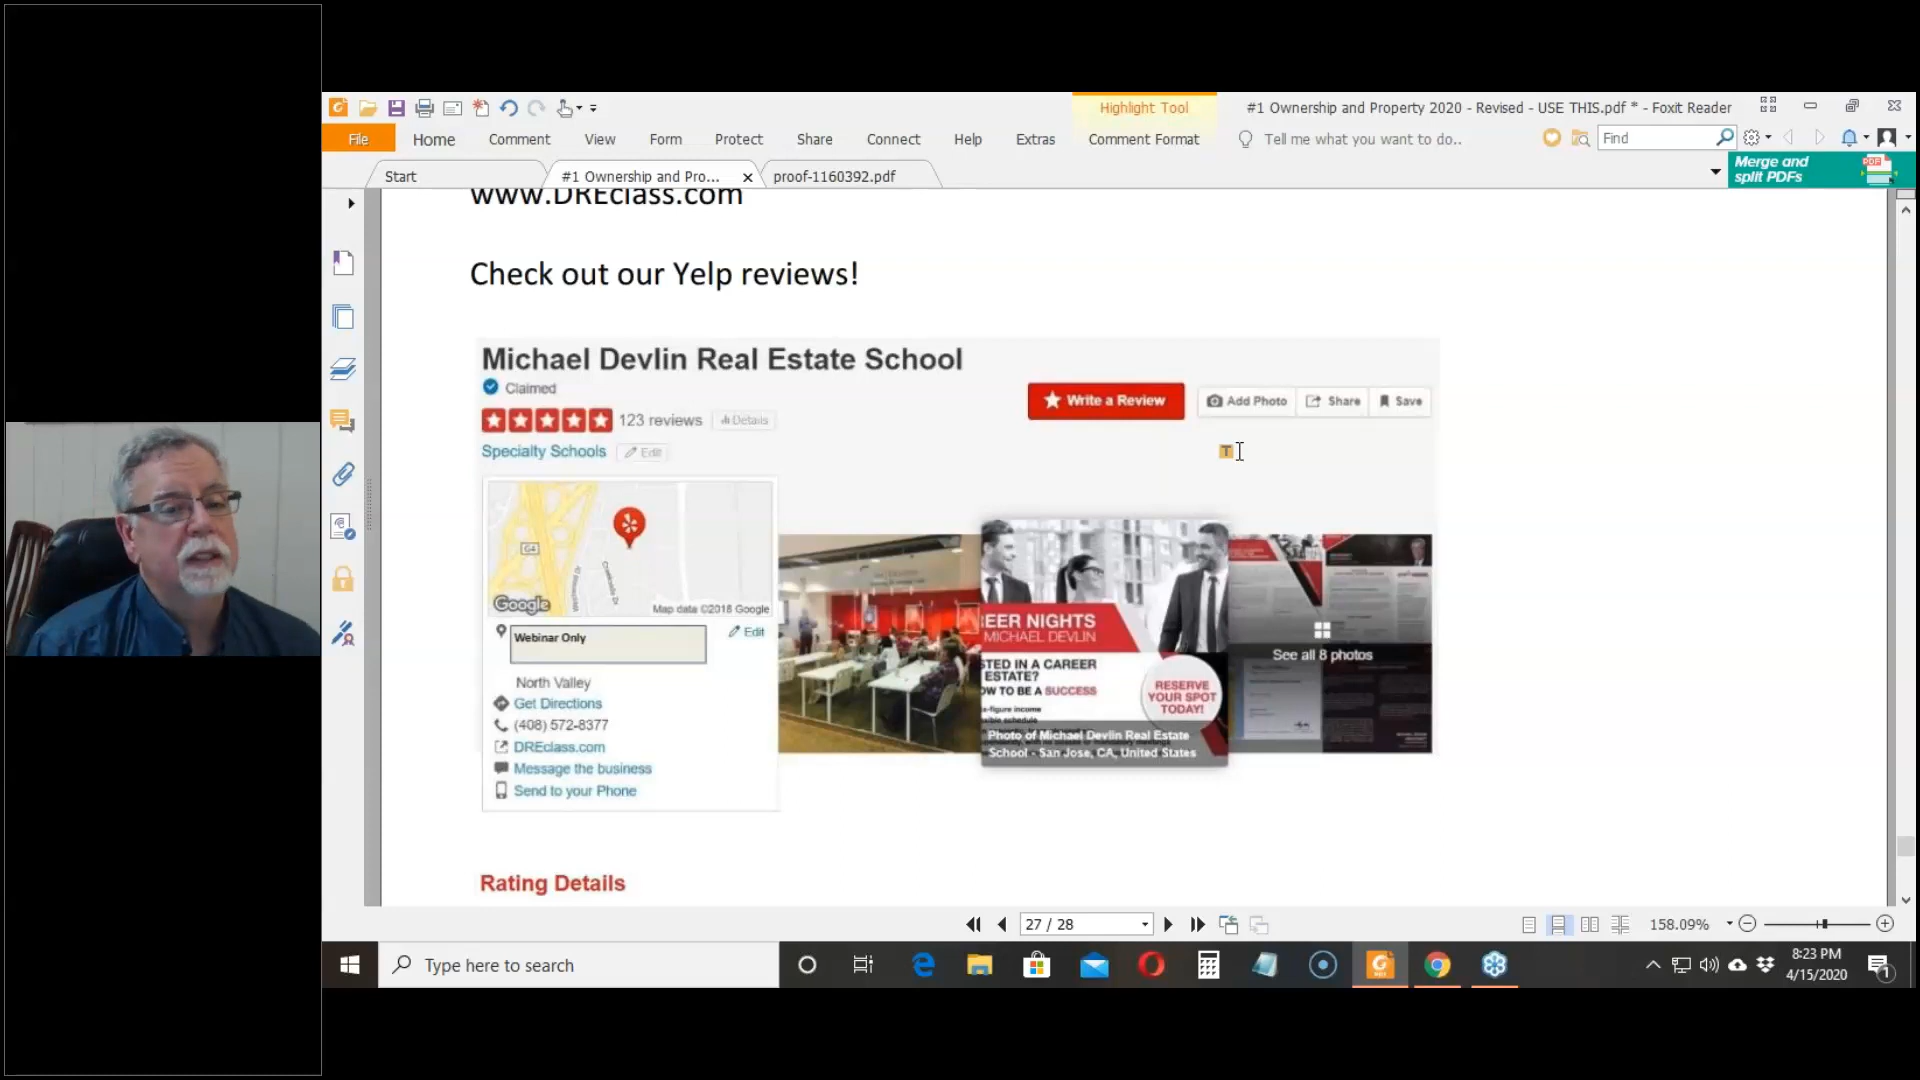 Highlight Tool
#1 Ownership and Property 2020 - Revised - USE THIS.pdf * - Foxit Reader
File Home Comment View Form Protect Share Connect Help Extras Comment Format Tell me what you want to do.. Find
Start #1 Ownership and Pro... proof-1160392.pdf
Merge and
split PDFs
www.DREclass.com
Check out our Yelp reviews!
Michael Devlin Real Estate School
Claimed
Write a Review Add Photo Share Save
123 reviews Details
Specialty Schools Edit
G4
Google Map data ©2018 Google
Webinar Only Edit
North Valley
Get Directions
(408) 572-8377
DREclass.com
Message the business
Send to your Phone
EER NIGHTS
MICHAEL DEVLIN
STED IN A CAREER
ESTATE?
OW TO BE A SUCCESS
RESERVE
YOUR SPOT
TODAY!
Photo of Michael Devlin Real Estate
School - San Jose, CA, United States
See all 8 photos
Rating Details
27 / 28
158.09%
Type here to search
8:23 PM
4/15/2020
1